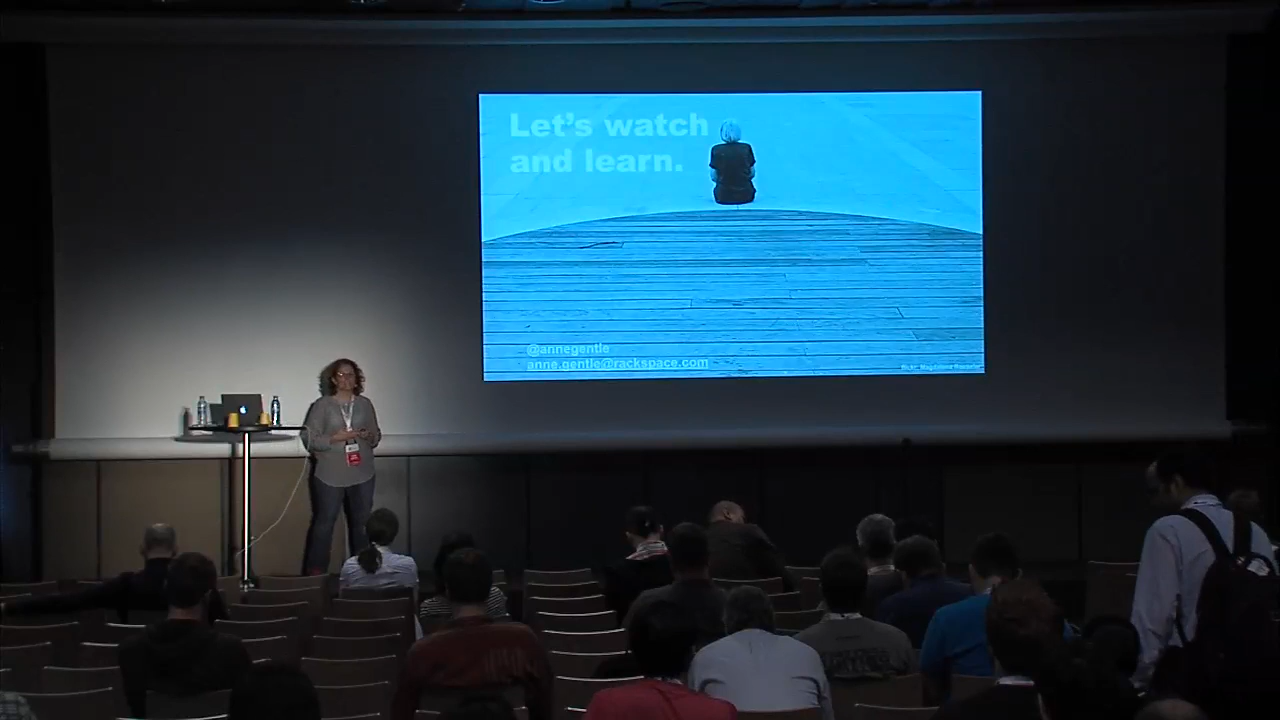 Let's watch
and learn.
@annegentle
anne.gentle@rackspace.com